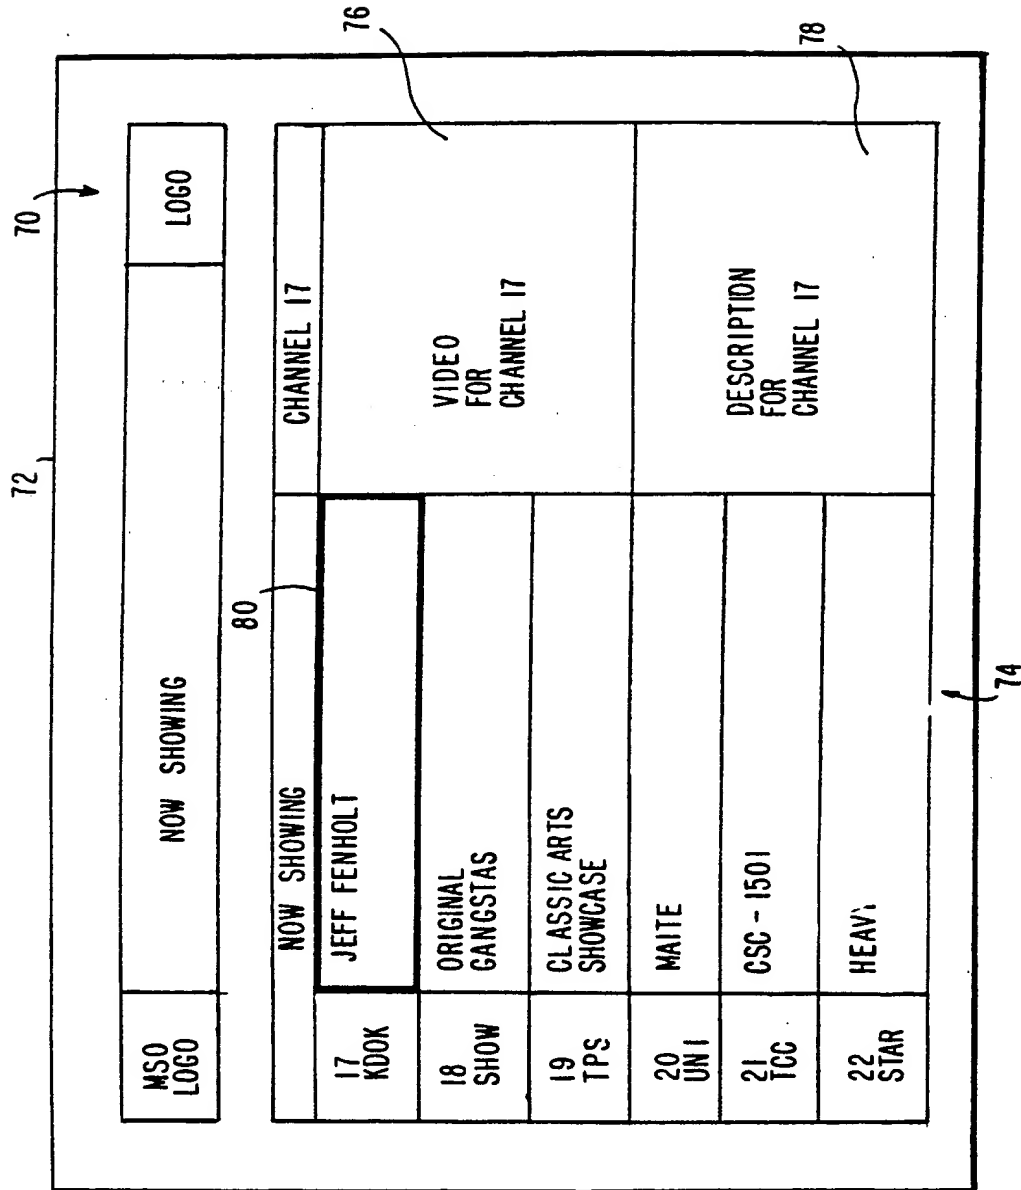 72
70
MSO
LOGO
NOW SHOWING
LOGO
80
NOW SHOWING
CHANNEL 17
17
KDOK
JEFF FENHOLT
VIDEO
FOR
CHANNEL 17
76
18
SHOW
ORIGINAL
GANGSTAS
19
TPS
CLASSIC ARTS
SHOWCASE
20
UNI
MAITE
DESCRIPTION
FOR
CHANNEL 17
78
21
TCC
CSC - 1501
22
STAR
HEAVY
74